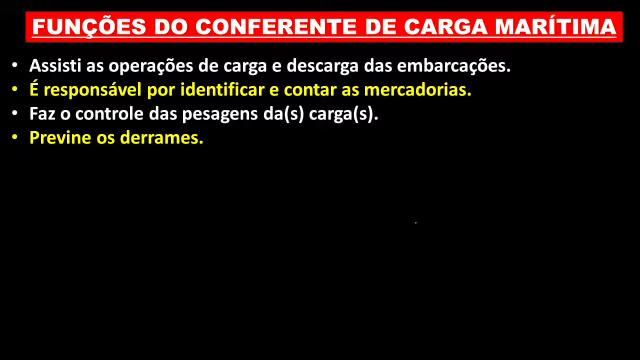 FUNÇÕES DO CONFERENTE DE CARGA MARÍTIMA
• Assisti as operações de carga e descarga das embarcações.
• É responsável por identificar e contar as mercadorias.
• Faz o controle das pesagens da(s) carga(s).
• Previne os derrames.